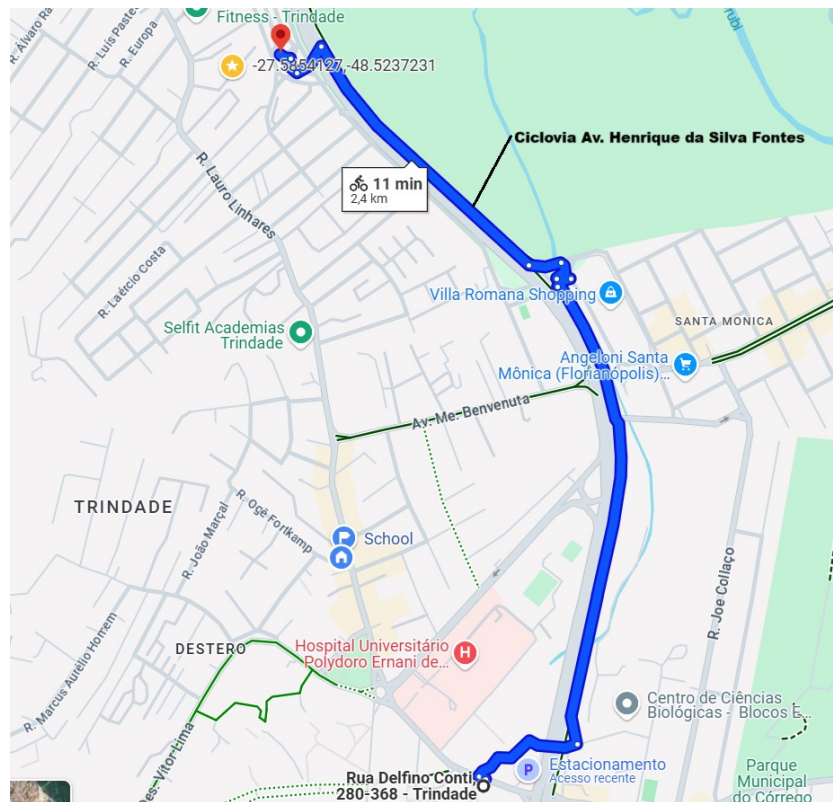 Fitness - Trindade
R. Álvaro Ra
R. Luís Paste
R. Europa
-27.5854127,-48.5237231
Ciclovia Av. Henrique da Silva Fontes
11 min
2,4 km
R. Lauro Linhares
R. Laércio Costa
Villa Romana Shopping
SANTA MONICA
Selfit Academias
Trindade
Angeloni Santa
Mônica (Florianópolis)...
Av. Me. Benvenuta
TRINDADE
R. João Marçal
R. Ogê Fortkamp
School
R. Joe Collaço
R. Marcus Aurélio Homem
DESTERO
Hospital Universitário
Polydoro Ernani de...
H
Centro de Ciências
Biológicas - Blocos E...
Des. Vitor Lima
P
Estacionamento
Acesso recente
Rua Delfino Conti,
280-368 - Trindade
Parque
Municipal
do Córrego